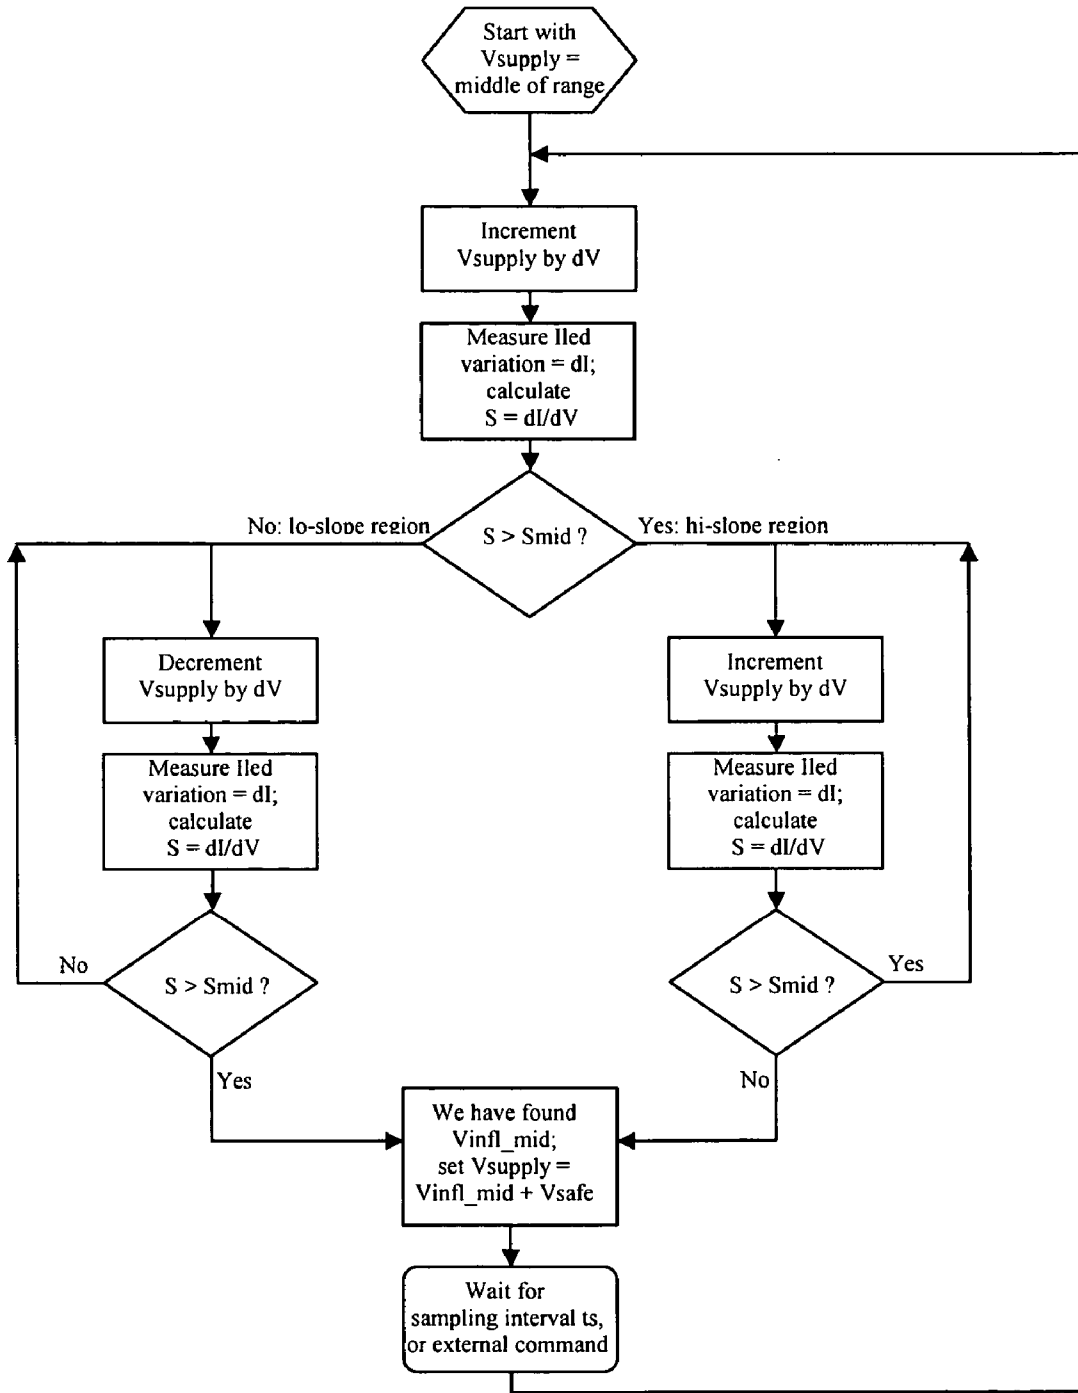 Start with
Vsupply =
middle of range
Increment
Vsupply by dV
Measure Iled
variation = dI;
calculate
S = dI/dV
No: lo-slope region
S > Smid ?
Yes: hi-slope region
Decrement
Vsupply by dV
Measure Iled
variation = dI;
calculate
S = dI/dV
No
S > Smid ?
Yes
Increment
Vsupply by dV
Measure Iled
variation = dI;
calculate
S = dI/dV
S > Smid ?
Yes
No
We have found
Vinfl_mid;
set Vsupply =
Vinfl_mid + Vsafe
Wait for
sampling interval ts,
or external command